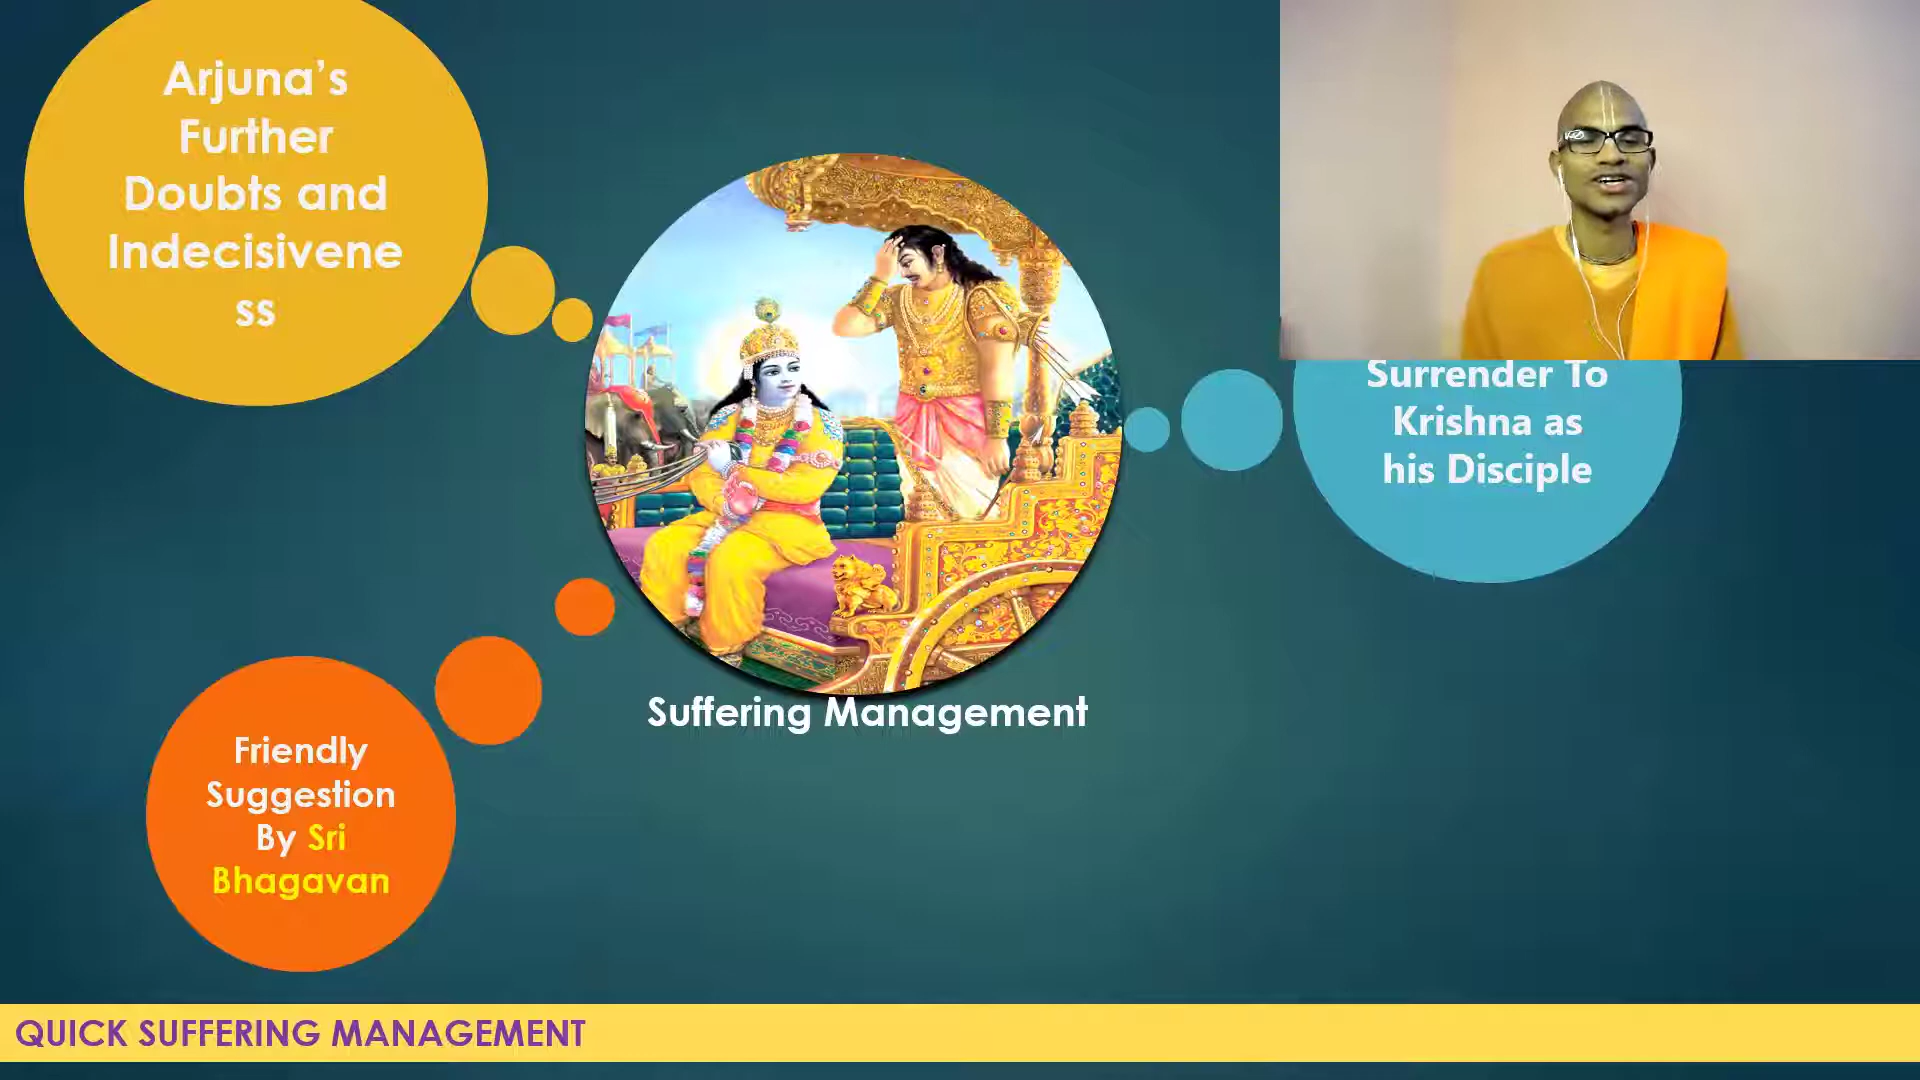 Arjuna’s
Further
Doubts and
Indecisivene
ss
Surrender To
Krishna as
his Disciple
Suffering Management
Friendly
Suggestion
By Sri
Bhagavan
QUICK SUFFERING MANAGEMENT